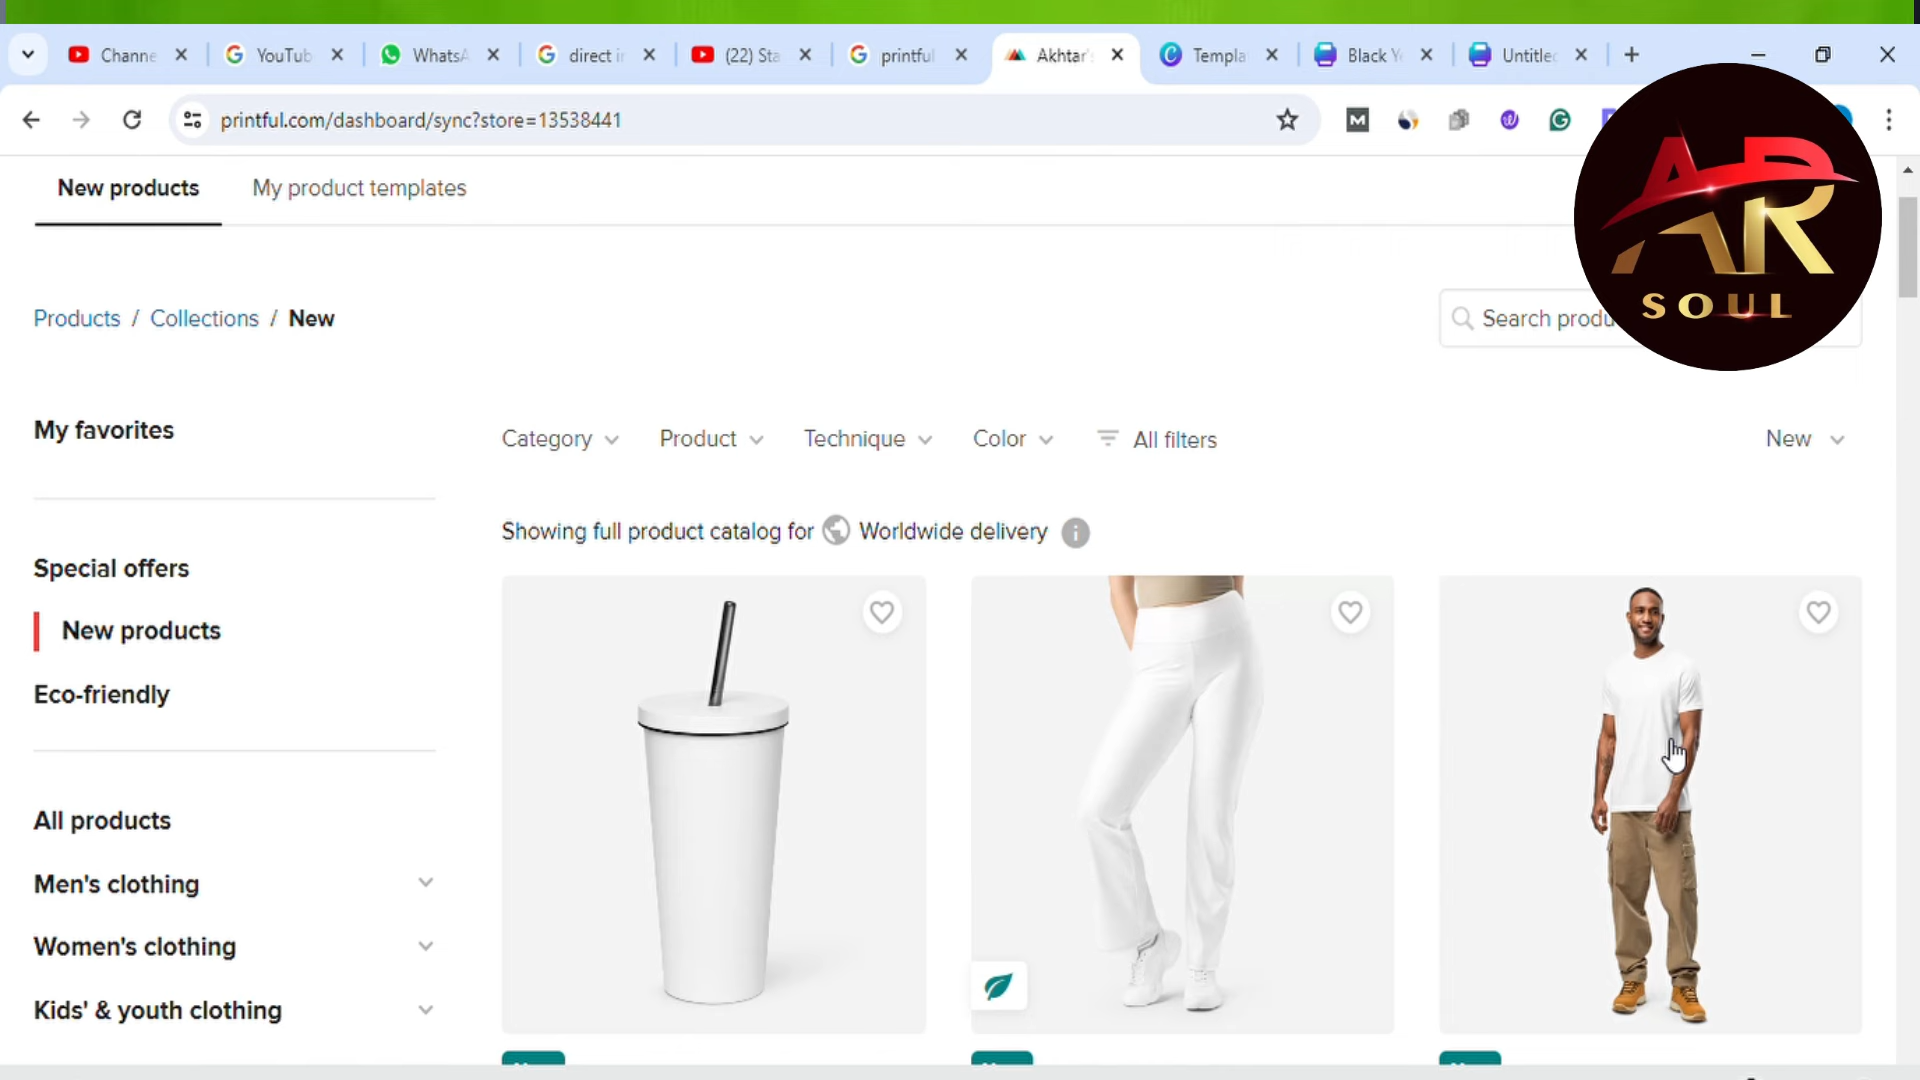 Channe
YouTub
WhatsA
direct in
(22) Sta
printful
Akhtar's
Templa
Black Y
Untitled
printful.com/dashboard/sync?store=13538441
New products
My product templates
AR
SOUL
Products / Collections / New
Search produ
My favorites
Category
Product
Technique
Color
All filters
New
Showing full product catalog for Worldwide delivery
Special offers
New products
Eco-friendly
All products
Men's clothing
Women's clothing
Kids' & youth clothing